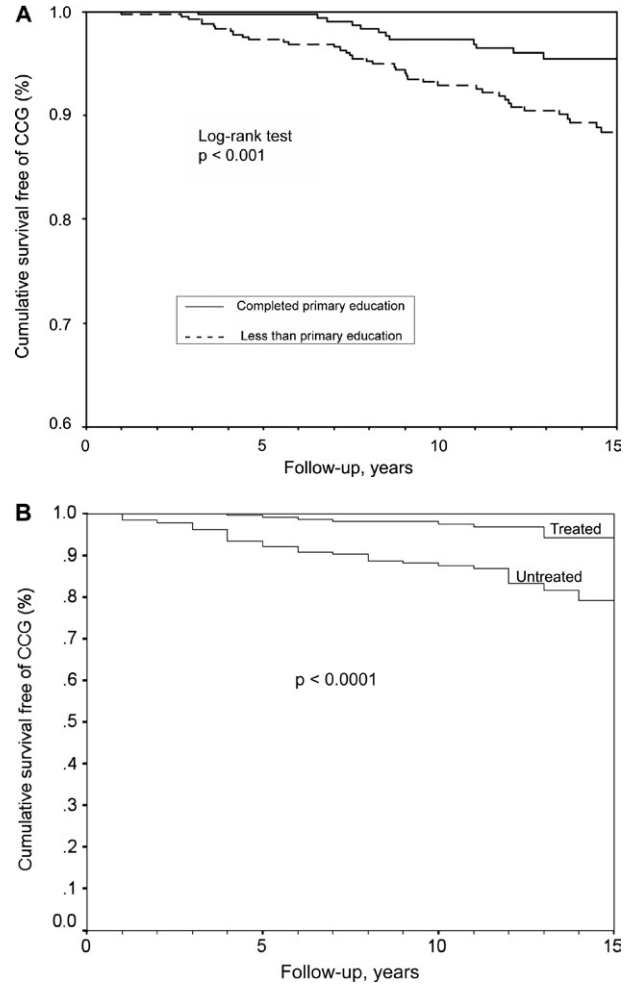 A
1.0
0.9
0.8
0.7
0.6
Cumulative survival free of CCG (%)
Log-rank test
p < 0.001
Completed primary education
Less than primary education
0
5
10
15
Follow-up, years
B
1.0
.9
.8
.7
.6
.5
.4
.3
.2
.1
0.0
Cumulative survival free of CCG (%)
Treated
Untreated
p < 0.0001
0
5
10
15
Follow-up, years